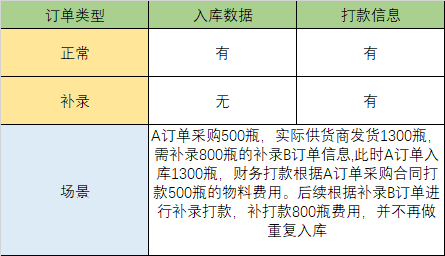 订单类型 入库数据 打款信息
正常 有 有
补录 无 有
场景
A订单采购500瓶，实际供货商发货1300瓶，
需补录800瓶的补录B订单信息,此时A订单入
库1300瓶，财务打款根据A订单采购合同打
款500瓶的物料费用。后续根据补录B订单进
行补录打款，补打款800瓶费用，并不再做
重复入库